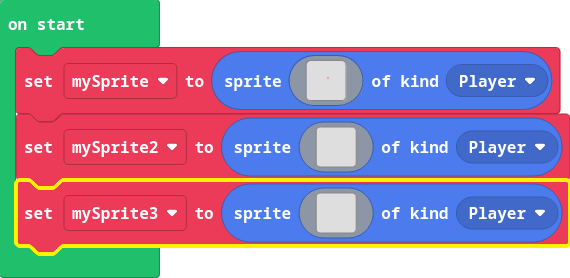 on start
set mySprite to sprite of kind Player
set mySprite2 to sprite of kind Player
set mySprite3 to sprite of kind Player